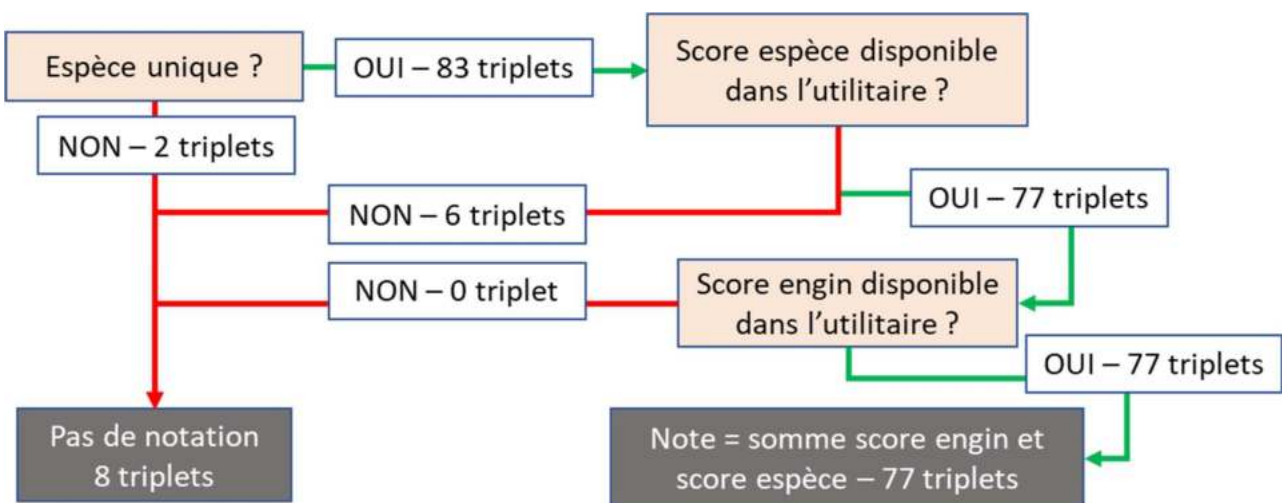 Espèce unique ?
OUI – 83 triplets
Score espèce disponible
dans l'utilitaire ?
NON – 2 triplets
NON – 6 triplets
OUI – 77 triplets
NON – 0 triplet
Score engin disponible
dans l'utilitaire ?
OUI – 77 triplets
Pas de notation
8 triplets
Note = somme score engin et
score espèce – 77 triplets